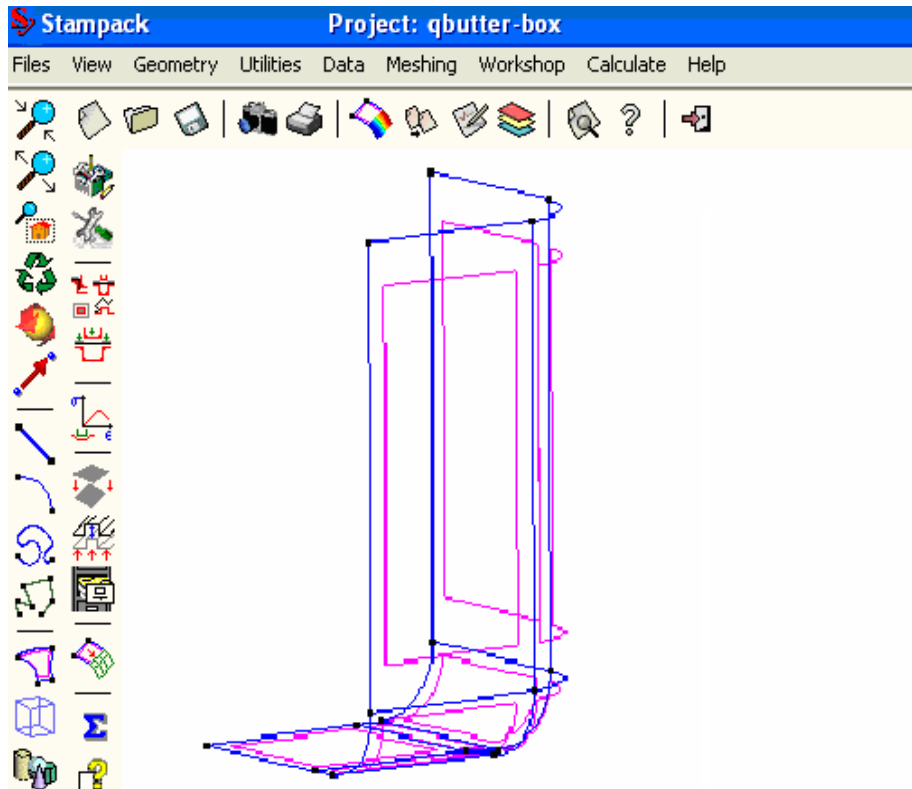 Stampack Project: qbutter-box
Files View Geometry Utilities Data Meshing Workshop Calculate Help